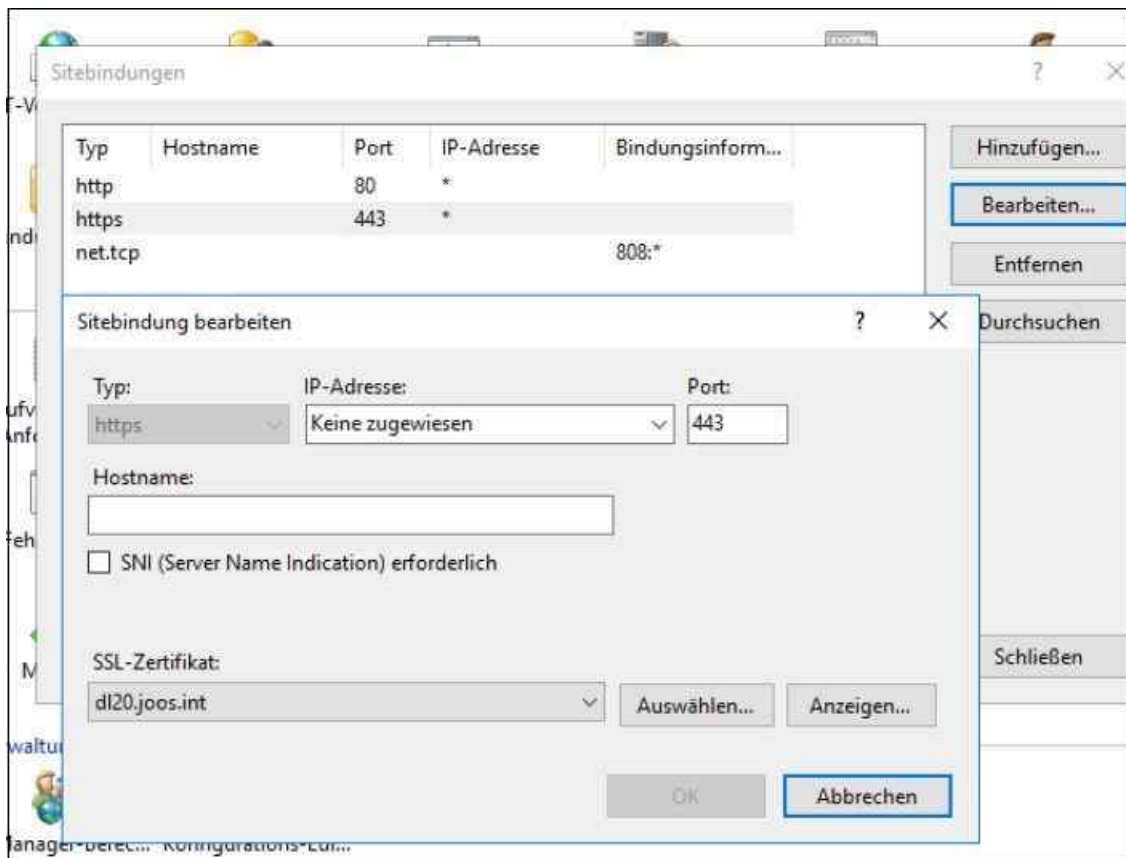 Sitebindungen ?
Typ Hostname Port IP-Adresse Bindungsinform...
http 80 *
https 443 *
net.tcp 808:*
Hinzufügen...
Bearbeiten...
Entfernen
Durchsuchen
Sitebindung bearbeiten ?
Typ: IP-Adresse: Port:
https Keine zugewiesen 443
Hostname:
SNI (Server Name Indication) erforderlich
SSL-Zertifikat:
dl20.joos.int Auswählen... Anzeigen...
OK Abbrechen
Schließen